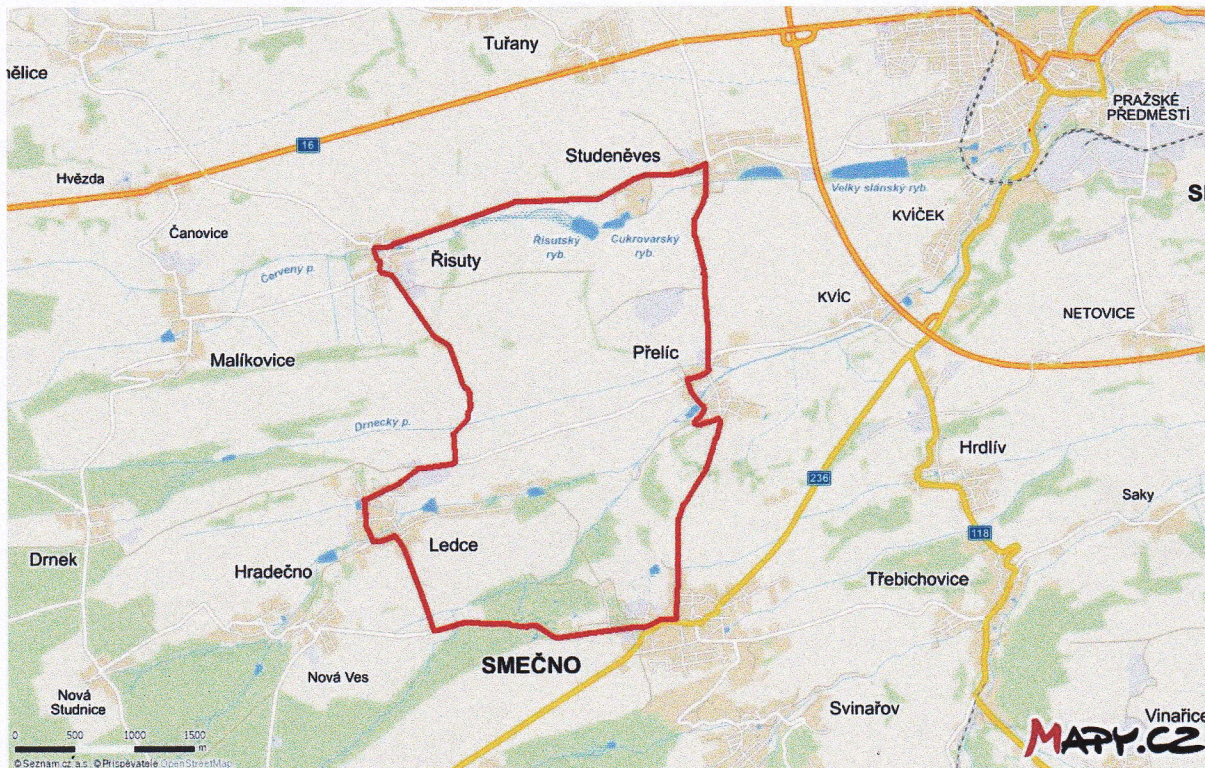 Tuřany
nělice
PRAŽSKÉ
PŘEDMĚSTÍ
16
Studeněves
Hvězda
Velký slánský ryb.
Čanovice
KVÍČEK
Řisutský
ryb.
Cukrovarský
ryb.
Řisuty
Červený p.
KVÍC
NETOVICE
Malíkovice
Přelíc
Drnecký p.
Hrdlív
236
Saky
118
Drnek
Ledce
Hradečno
Třebichovice
SMEČNO
Nová Ves
Nová
Studnice
Svinařov
Vinařice
0 500 1000 1500
m
MAPY.CZ
© Seznam.cz, a.s., © Přispěvatelé OpenStreetMap